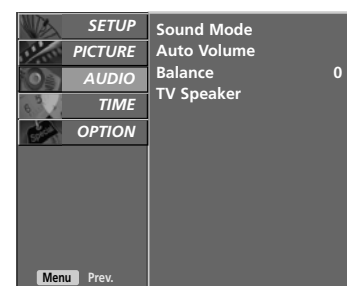 SETUP
PICTURE
AUDIO
TIME
OPTION
Menu Prev.
Sound Mode
Auto Volume
Balance 0
TV Speaker